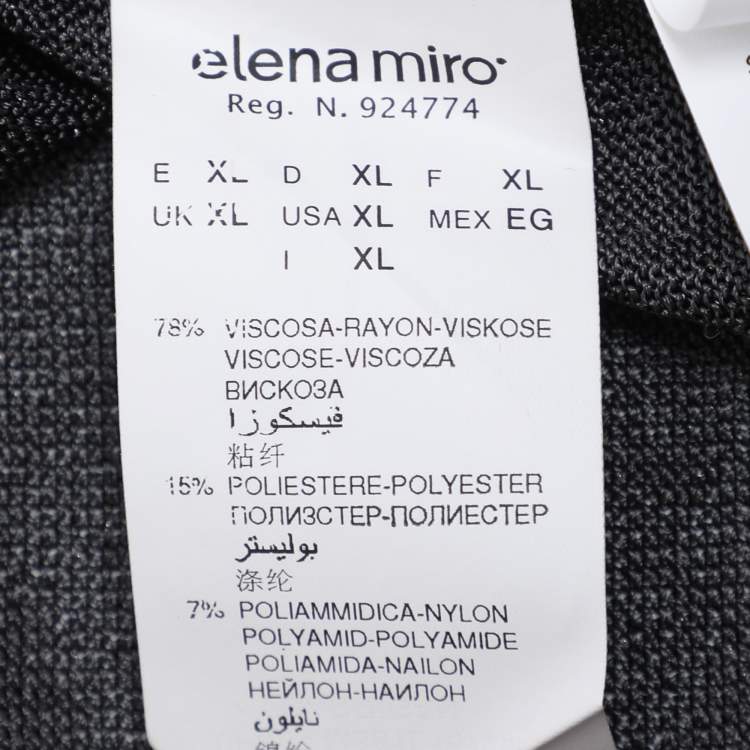 elena miro
Reg. N. 924774
E XL D XL F XL
UK XL USA XL MEX EG
I XL
78% VISCOSA-RAYON-VISKOSE
VISCOSE-VISCOZA
ВИСКОЗА
فيسكوزا
粘纤
15% POLIESTERE-POLYESTER
ПОЛИЗСТЕР-ПОЛИЕСТЕР
بوليستر
涤纶
7% POLIAMMIDICA-NYLON
POLYAMID-POLYAMIDE
POLIAMIDA-NAILON
НЕЙЛОН-НАИЛОН
نايلون
锦纶